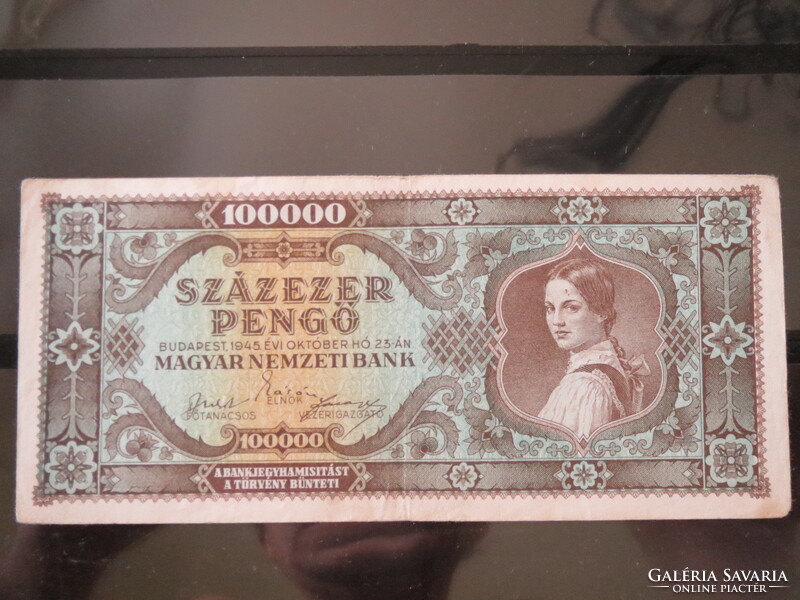 100000
SZÁZEZER
PENGŐ
BUDAPEST, 1945. ÉVI OKTÓBER HÓ 23-ÁN
MAGYAR NEMZETI BANK
ELNÖK
FŐTANÁCSOS VEZÉRIGAZGATÓ
100000
A BANKJEGYHAMISITÁST
A TÖRVÉNY BÜNTETI
GALÉRIA SAVARIA
ONLINE PIACTÉR